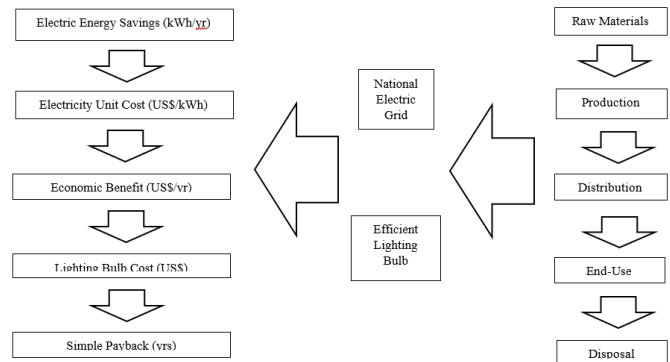 Electric Energy Savings (kWh/yr)
Electricity Unit Cost (US$/kWh)
Economic Benefit (US$/yr)
Lighting Bulb Cost (US$)
Simple Payback (yrs)
National
Electric
Grid
Efficient
Lighting
Bulb
Raw Materials
Production
Distribution
End-Use
Disposal